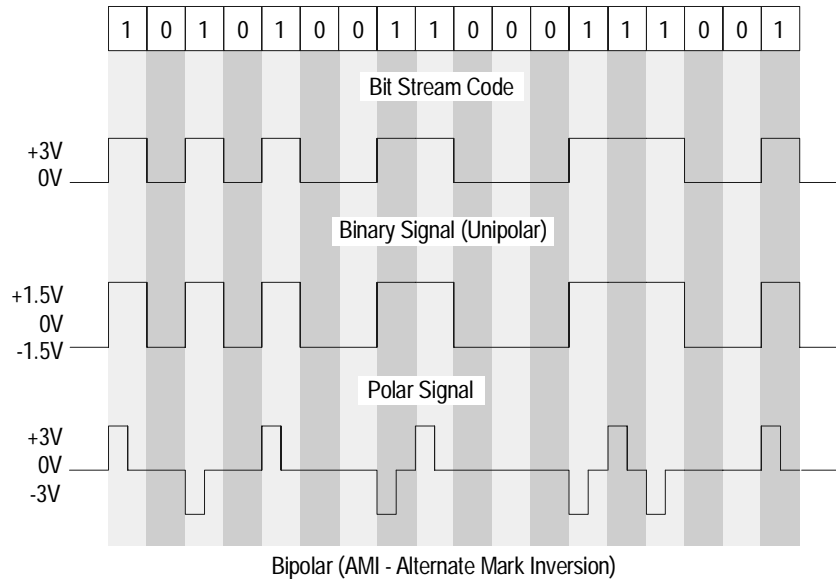 1 0 1 0 1 0 0 1 1 0 0 0 1 1 1 0 0 1
Bit Stream Code
+3V
0V
Binary Signal (Unipolar)
+1.5V
0V
-1.5V
Polar Signal
+3V
0V
-3V
Bipolar (AMI - Alternate Mark Inversion)